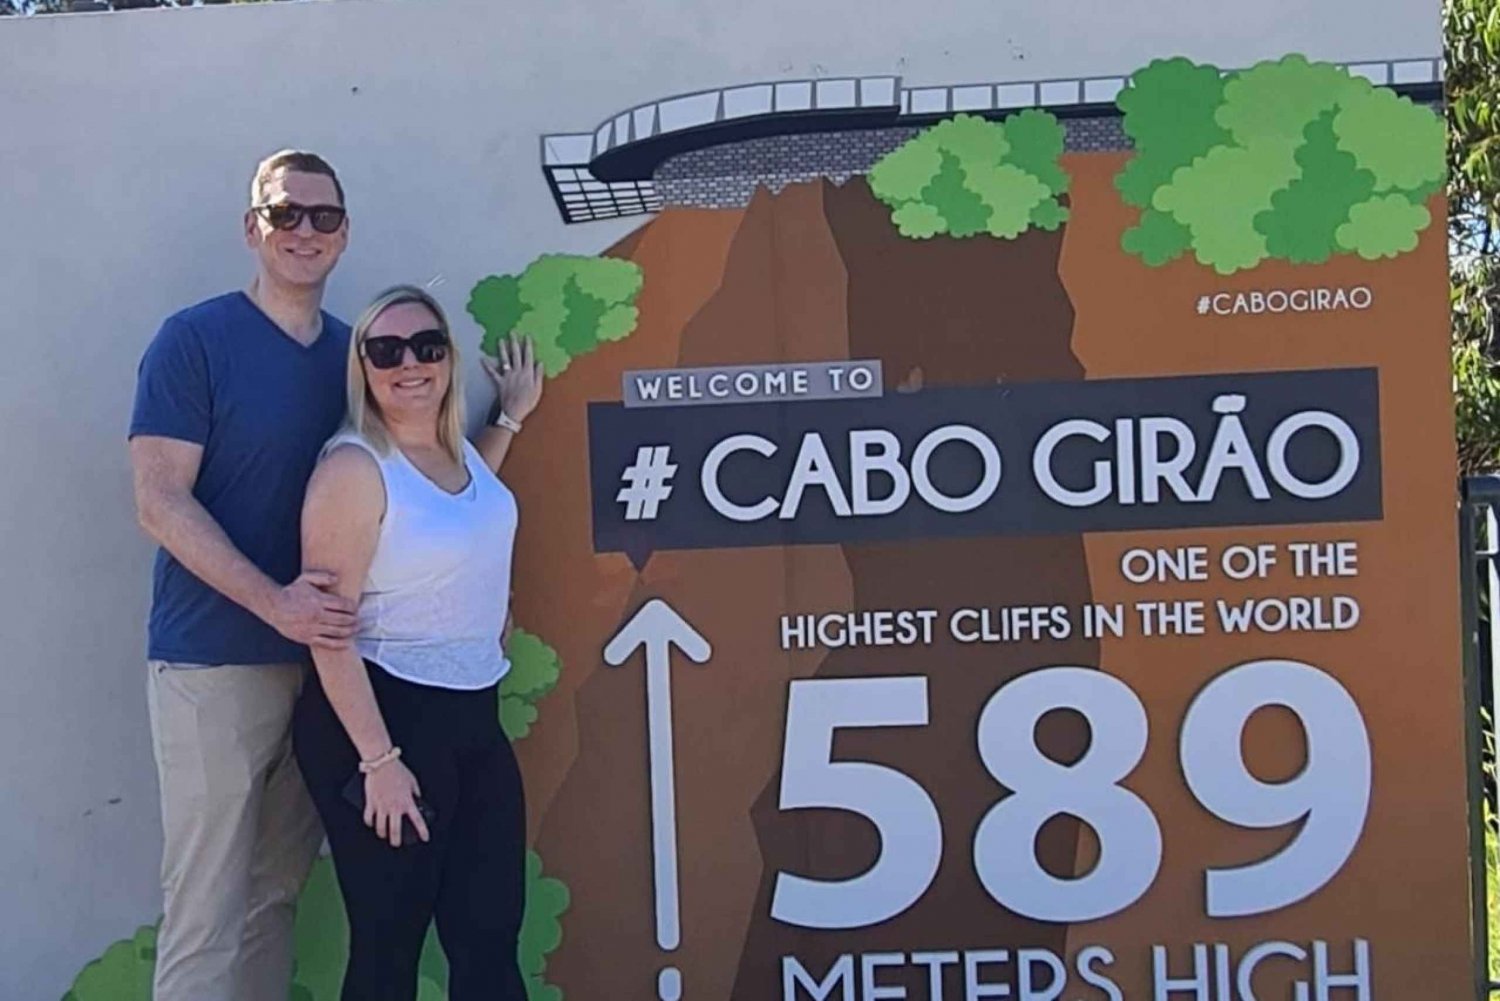 #CABOGIRAO
WELCOME TO
# CABO GIRÃO
ONE OF THE
HIGHEST CLIFFS IN THE WORLD
589
METERS HIGH